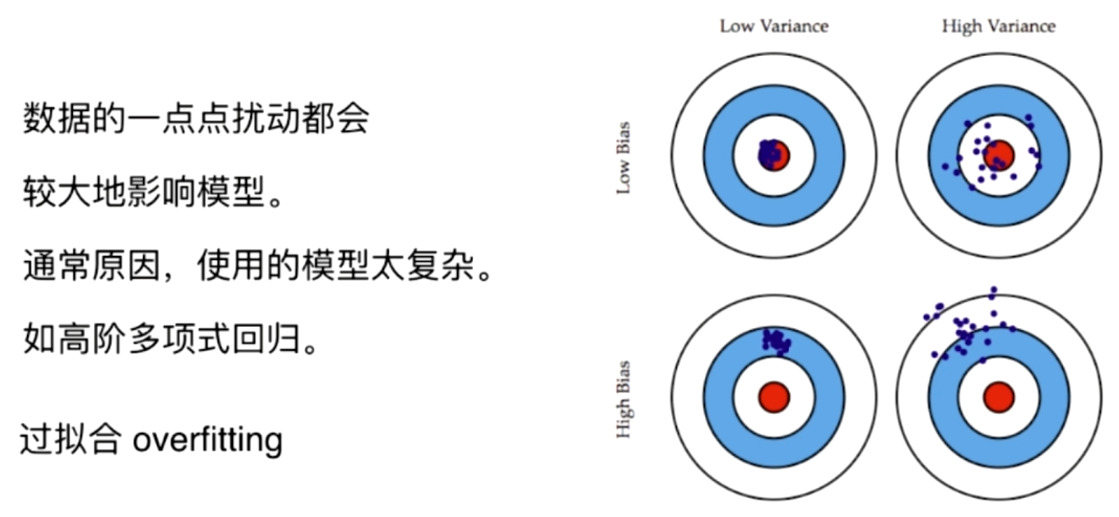 数据的一点点扰动都会
较大地影响模型。
通常原因，使用的模型太复杂。
如高阶多项式回归。
过拟合 overfitting
Low Variance
High Variance
Low Bias
High Bias